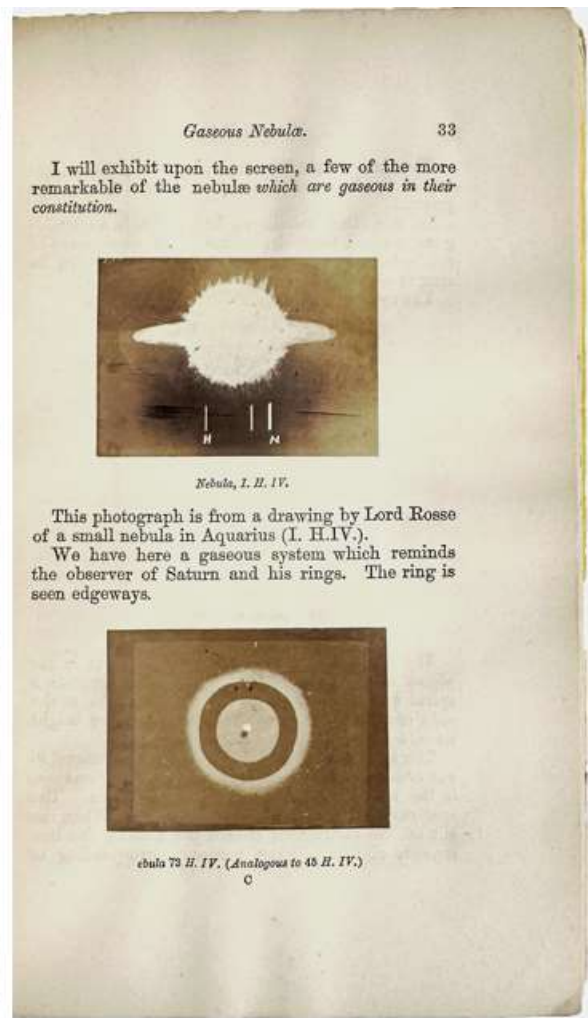 Gaseous Nebulæ. 33
I will exhibit upon the screen, a few of the more
remarkable of the nebulæ which are gaseous in their
constitution.
H N
Nebula, I. H. IV.
This photograph is from a drawing by Lord Rosse
of a small nebula in Aquarius (I. H.IV.).
We have here a gaseous system which reminds
the observer of Saturn and his rings. The ring is
seen edgeways.
ebula 73 H. IV. (Analogous to 45 H. IV.)
C